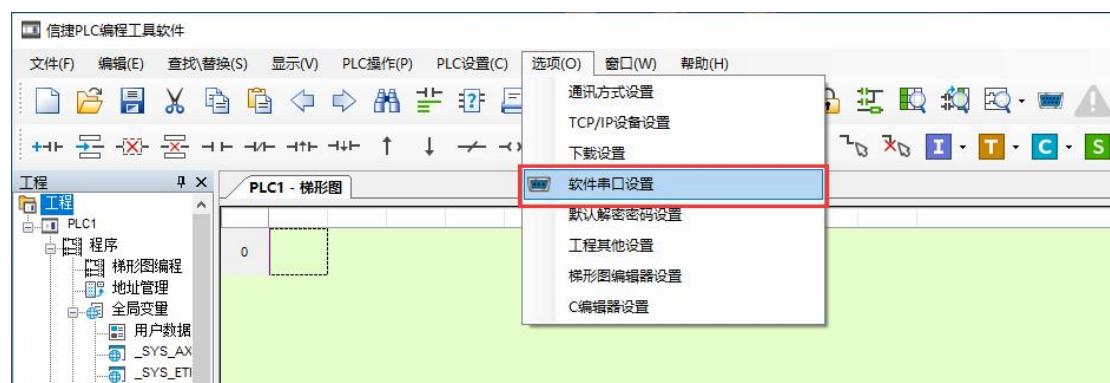 信捷PLC编程工具软件
文件(F) 编辑(E) 查找\替换(S) 显示(V) PLC操作(P) PLC设置(C) 选项(O) 窗口(W) 帮助(H)
通讯方式设置
TCP/IP设备设置
下载设置
软件串口设置
默认解密密码设置
工程其他设置
梯形图编辑器设置
C编辑器设置
I T C S
工程
PLC1 - 梯形图
工程
PLC1
程序
0
梯形图编程
地址管理
全局变量
用户数据
_SYS_AX
_SYS_ETI